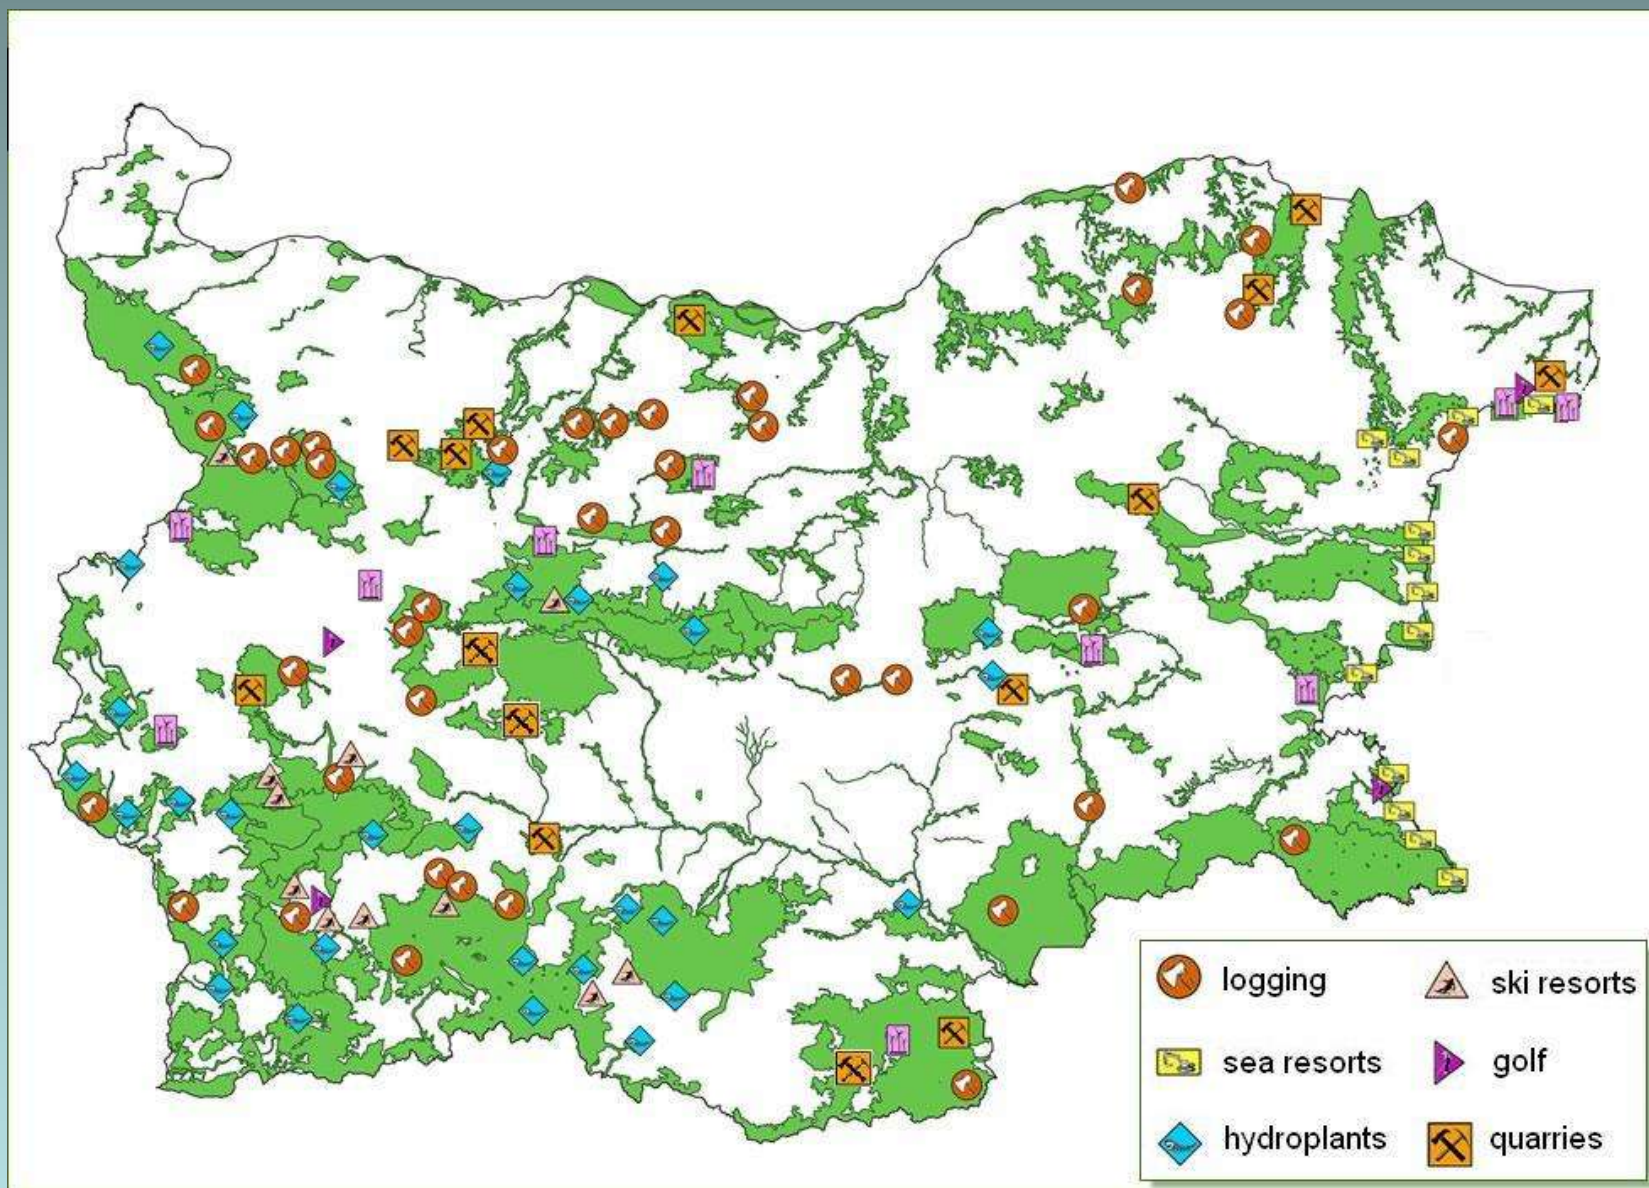 logging
ski resorts
sea resorts
golf
hydroplants
quarries